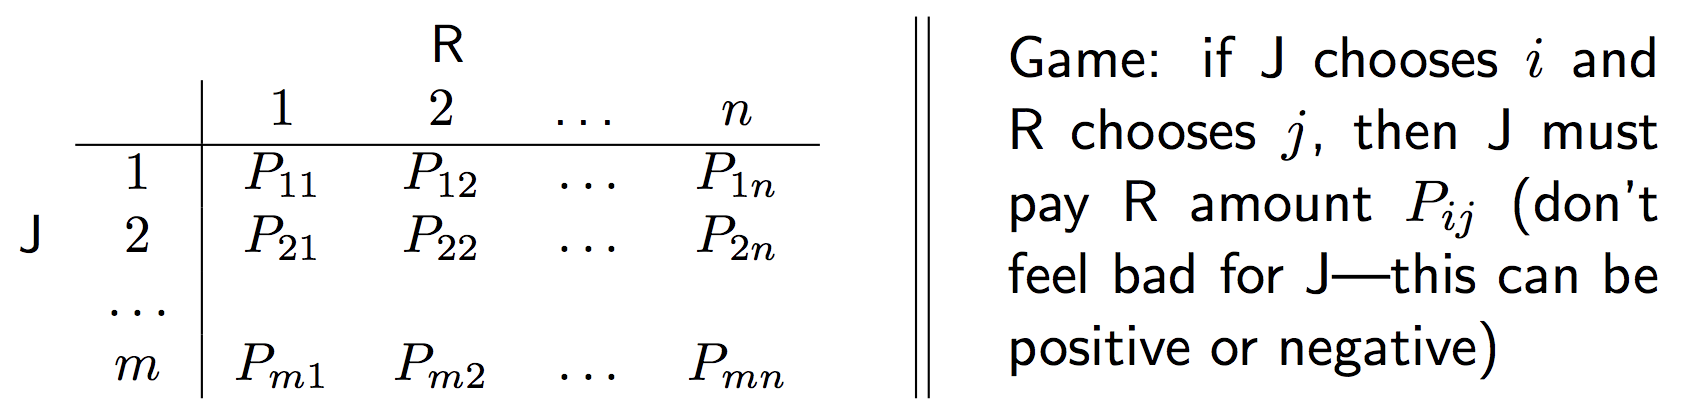 R
1 2 ... n
1 P₁₁ P₁₂ ... P₁ₙ
J 2 P₂₁ P₂₂ ... P₂ₙ
...
m Pₘ₁ Pₘ₂ ... Pₘₙ
Game: if J chooses i and
R chooses j, then J must
pay R amount Pᵢⱼ (don't
feel bad for J—this can be
positive or negative)